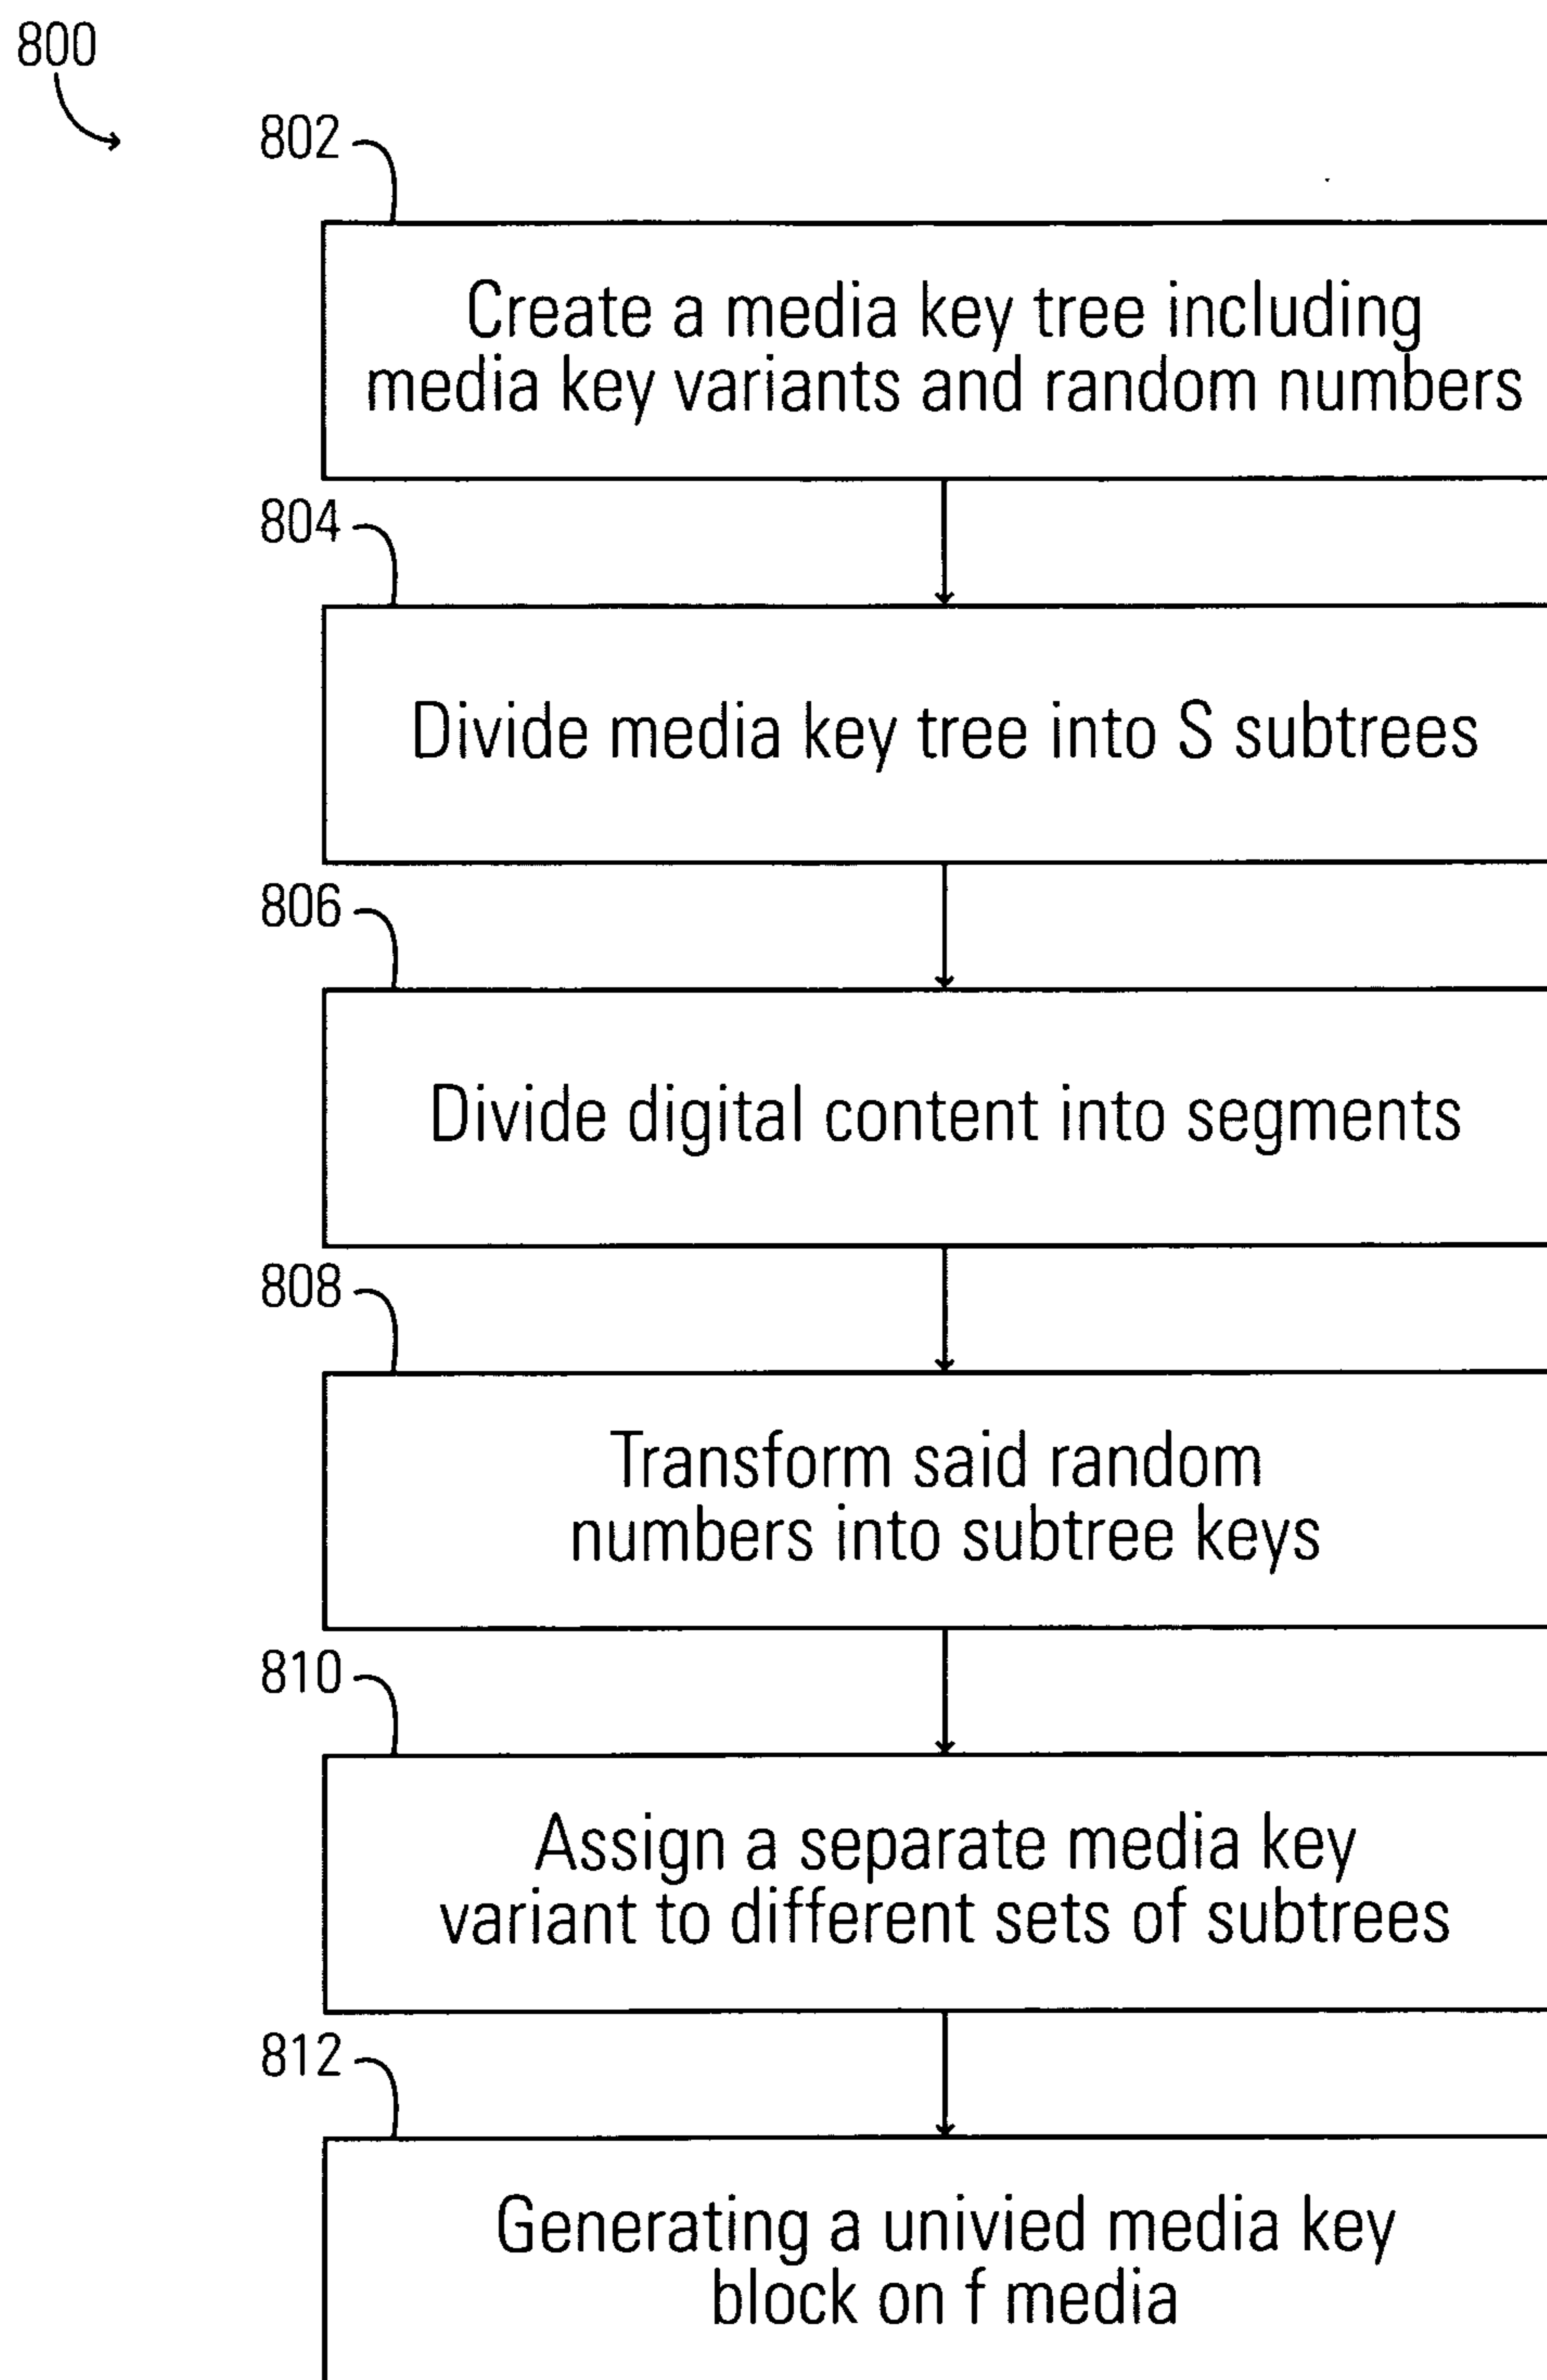 800
802
Create a media key tree including
media key variants and random numbers
804
Divide media key tree into S subtrees
806
Divide digital content into segments
808
Transform said random
numbers into subtree keys
810
Assign a separate media key
variant to different sets of subtrees
812
Generating a univied media key
block on f media